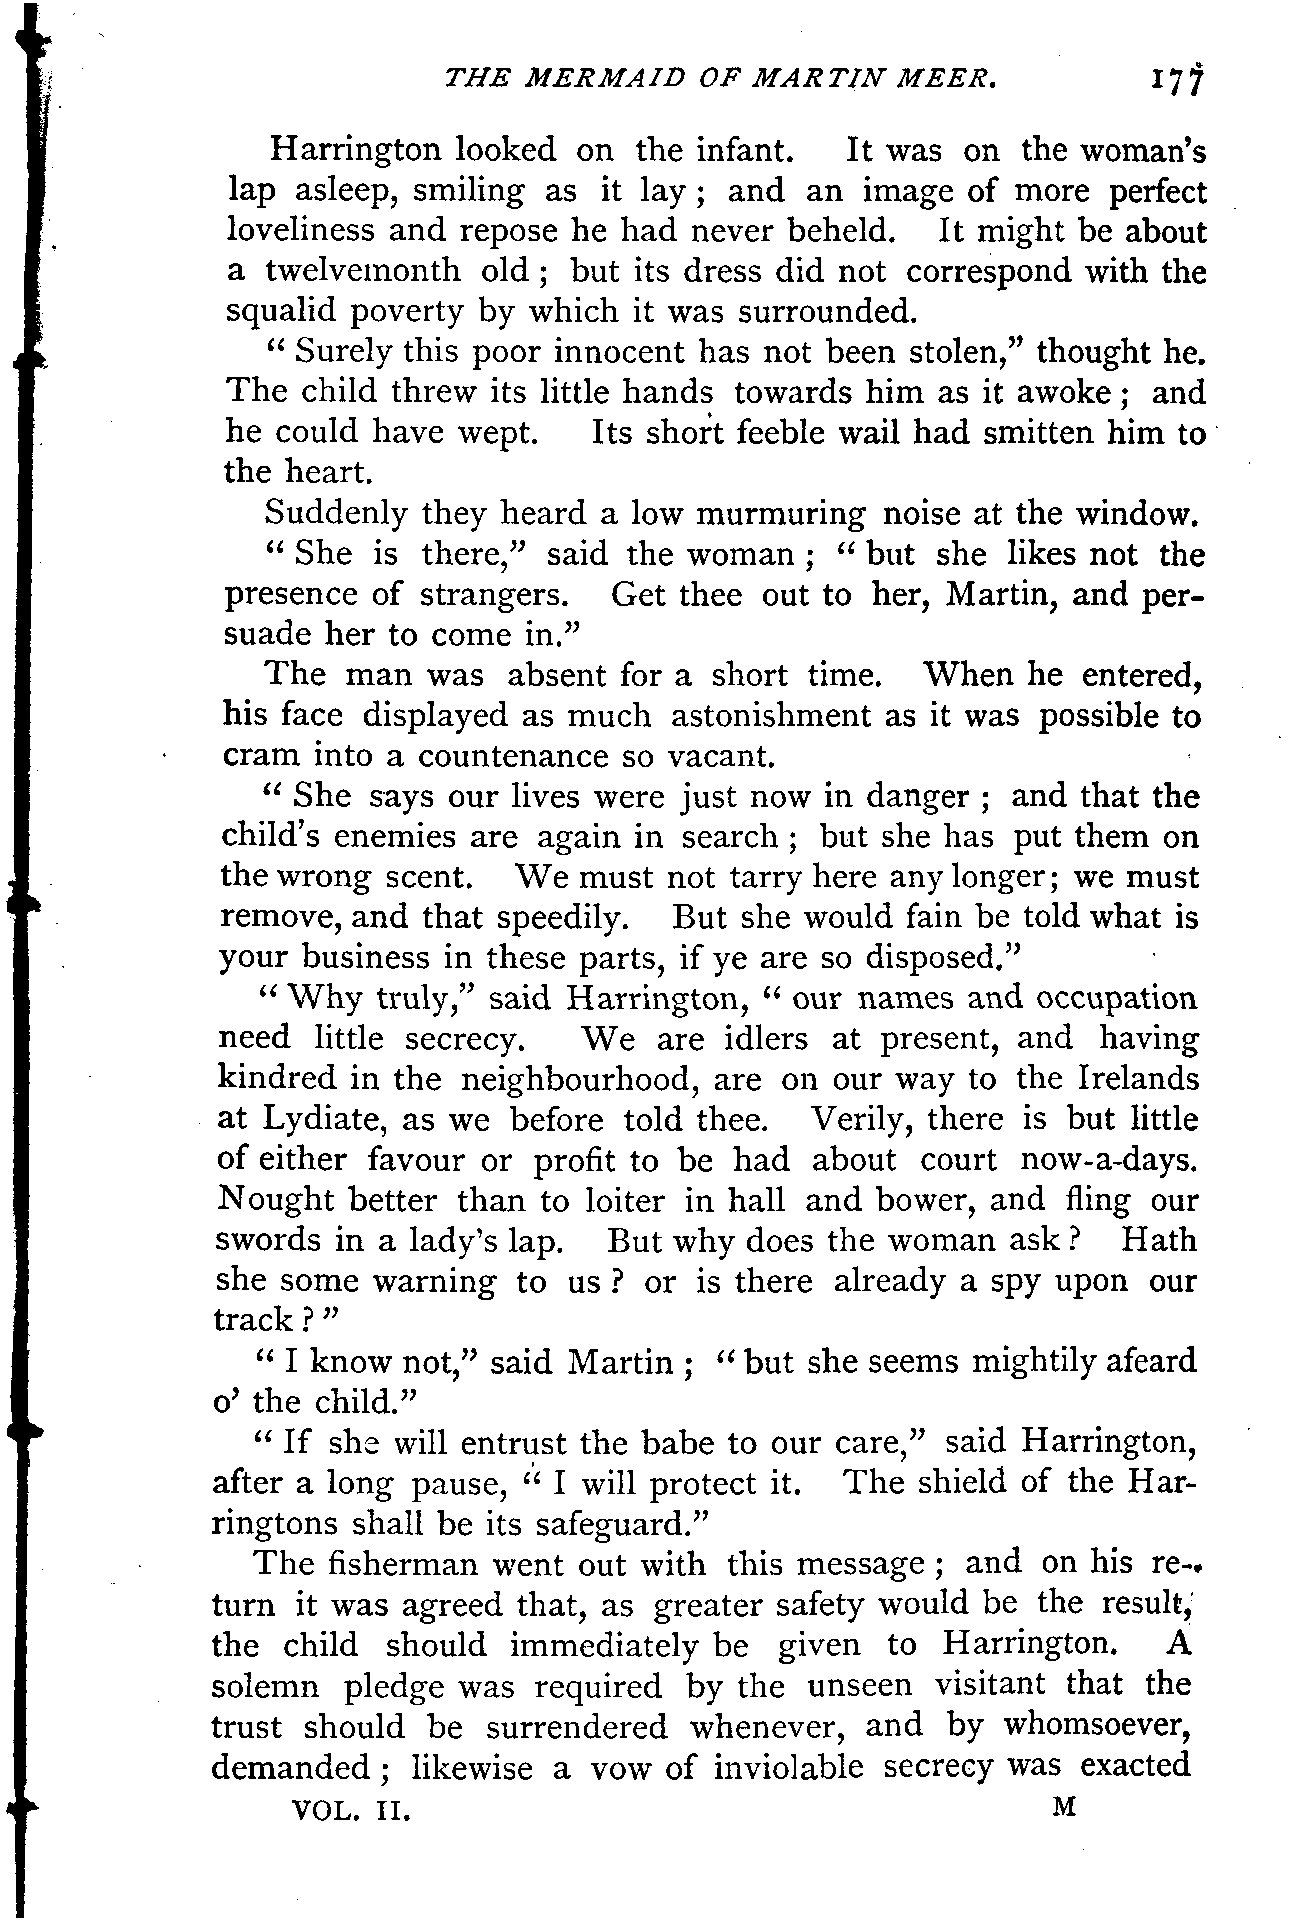 THE MERMAID OF MARTIN MEER. 177
Harrington looked on the infant. It was on the woman's
lap asleep, smiling as it lay ; and an image of more perfect
loveliness and repose he had never beheld. It might be about
a twelvemonth old ; but its dress did not correspond with the
squalid poverty by which it was surrounded.
“ Surely this poor innocent has not been stolen,” thought he.
The child threw its little hands towards him as it awoke ; and
he could have wept. Its short feeble wail had smitten him to
the heart.
Suddenly they heard a low murmuring noise at the window.
“ She is there,” said the woman ; “ but she likes not the
presence of strangers. Get thee out to her, Martin, and per-
suade her to come in.”
The man was absent for a short time. When he entered,
his face displayed as much astonishment as it was possible to
cram into a countenance so vacant.
“ She says our lives were just now in danger ; and that the
child's enemies are again in search ; but she has put them on
the wrong scent. We must not tarry here any longer; we must
remove, and that speedily. But she would fain be told what is
your business in these parts, if ye are so disposed.”
“ Why truly,” said Harrington, “ our names and occupation
need little secrecy. We are idlers at present, and having
kindred in the neighbourhood, are on our way to the Irelands
at Lydiate, as we before told thee. Verily, there is but little
of either favour or profit to be had about court now-a-days.
Nought better than to loiter in hall and bower, and fling our
swords in a lady's lap. But why does the woman ask ? Hath
she some warning to us ? or is there already a spy upon our
track ? ”
“ I know not,” said Martin ; “ but she seems mightily afeard
o' the child.”
“ If she will entrust the babe to our care,” said Harrington,
after a long pause, “ I will protect it. The shield of the Har-
ringtons shall be its safeguard.”
The fisherman went out with this message ; and on his re-
turn it was agreed that, as greater safety would be the result,
the child should immediately be given to Harrington. A
solemn pledge was required by the unseen visitant that the
trust should be surrendered whenever, and by whomsoever,
demanded ; likewise a vow of inviolable secrecy was exacted
VOL. II. M